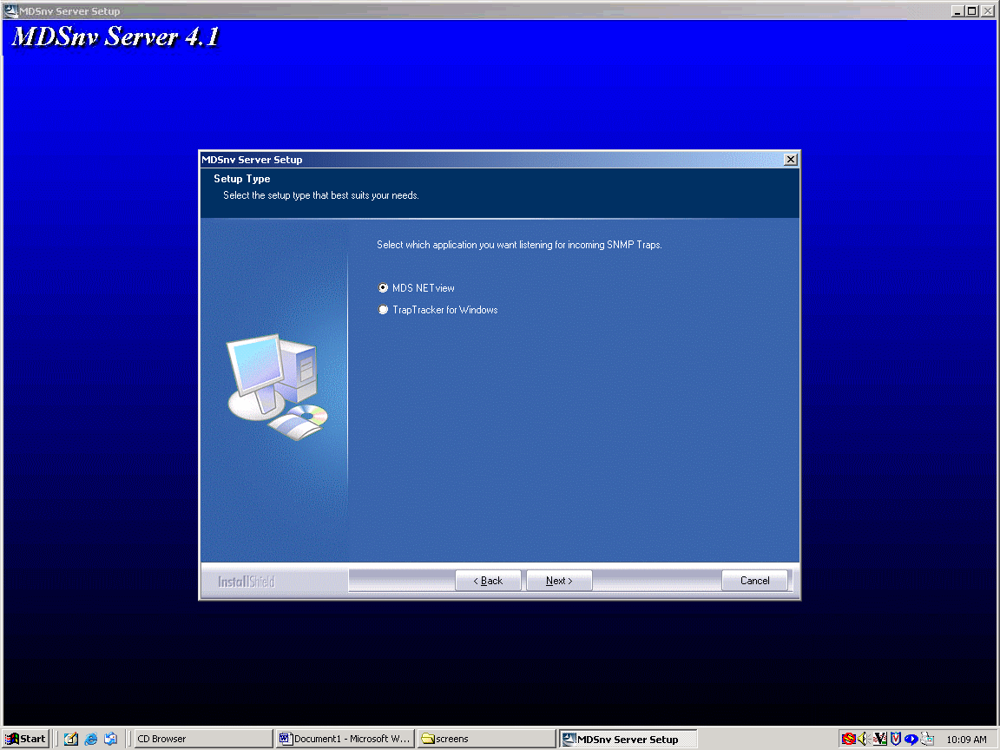 MDSnv Server Setup
MDSnv Server 4.1
MDSnv Server Setup
Setup Type
Select the setup type that best suits your needs.
Select which application you want listening for incoming SNMP Traps.
MDS NETview
TrapTracker for Windows
InstallShield
< Back
Next >
Cancel
Start
CD Browser
Document1 - Microsoft W...
screens
MDSnv Server Setup
10:09 AM